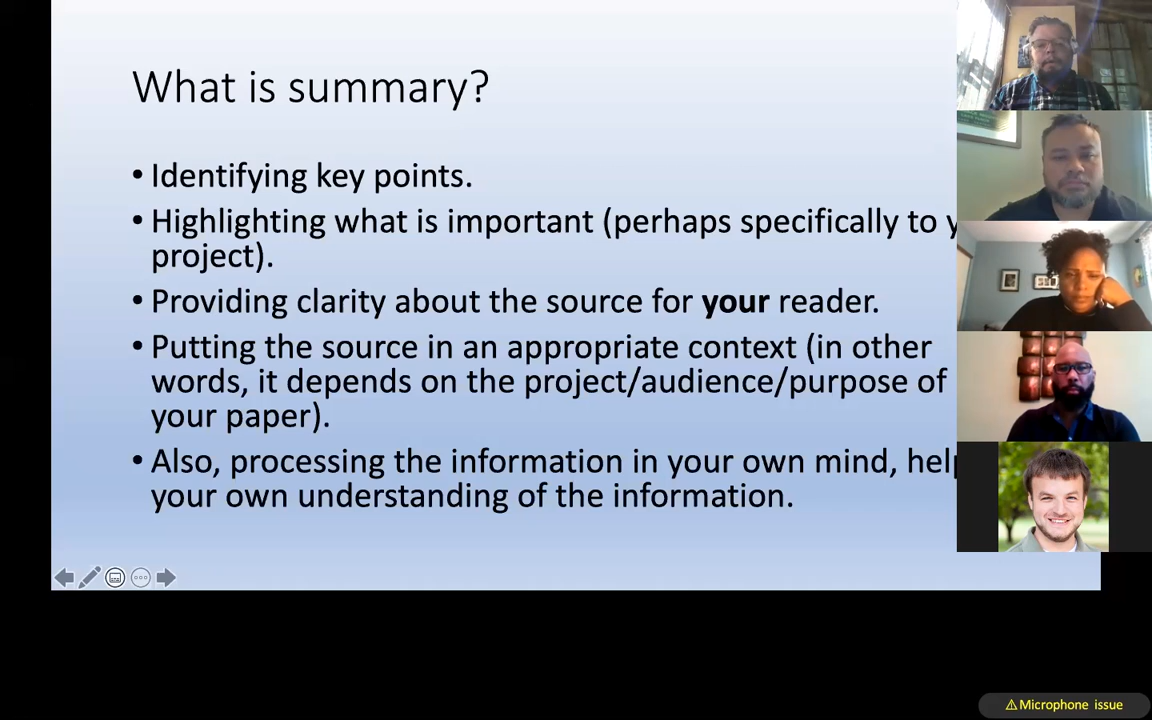 What is summary?
• Identifying key points.
• Highlighting what is important (perhaps specifically to
project).
• Providing clarity about the source for your reader.
• Putting the source in an appropriate context (in other
words, it depends on the project/audience/purpose of
your paper).
• Also, processing the information in your own mind,
your own understanding of the information.
⚠Microphone issue